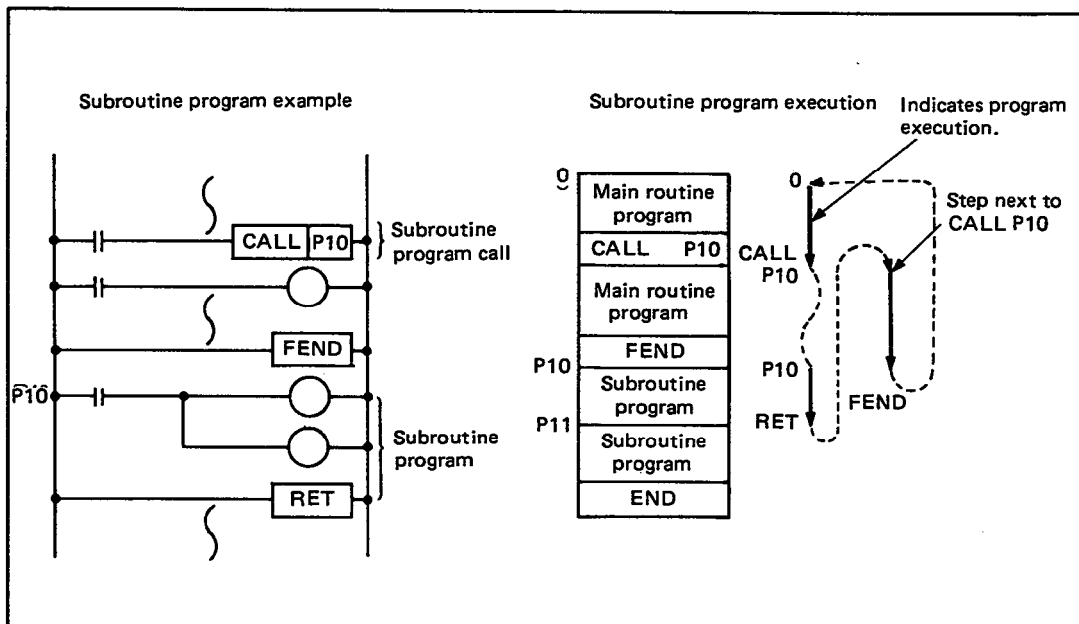 Subroutine program example
CALL P10
Subroutine
program call
FEND
P10
Subroutine
program
RET
Subroutine program execution
Indicates program
execution.
0
Main routine
program
CALL P10
Main routine
program
FEND
P10
Subroutine
program
P11
Subroutine
program
END
0
Step next to
CALL P10
CALL
P10
P10
RET
FEND